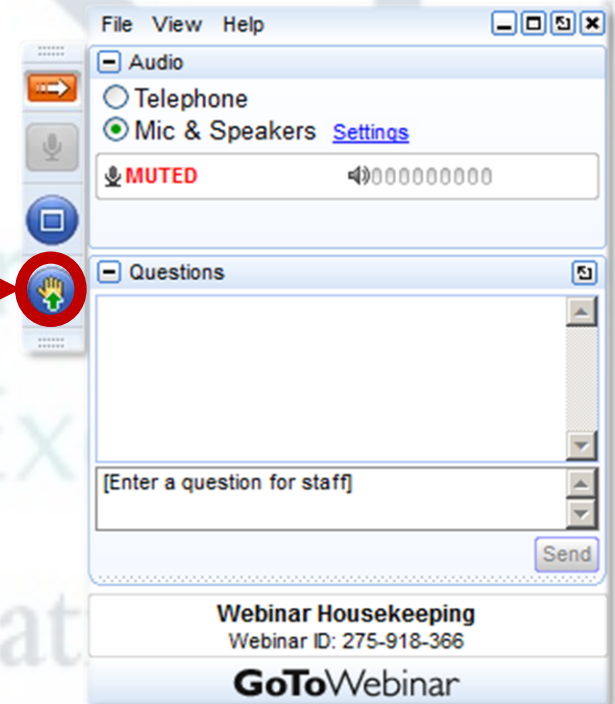 File View Help
Audio
Telephone
Mic & Speakers Settings
MUTED 000000000
Questions
[Enter a question for staff]
Send
Webinar Housekeeping
Webinar ID: 275-918-366
GoToWebinar